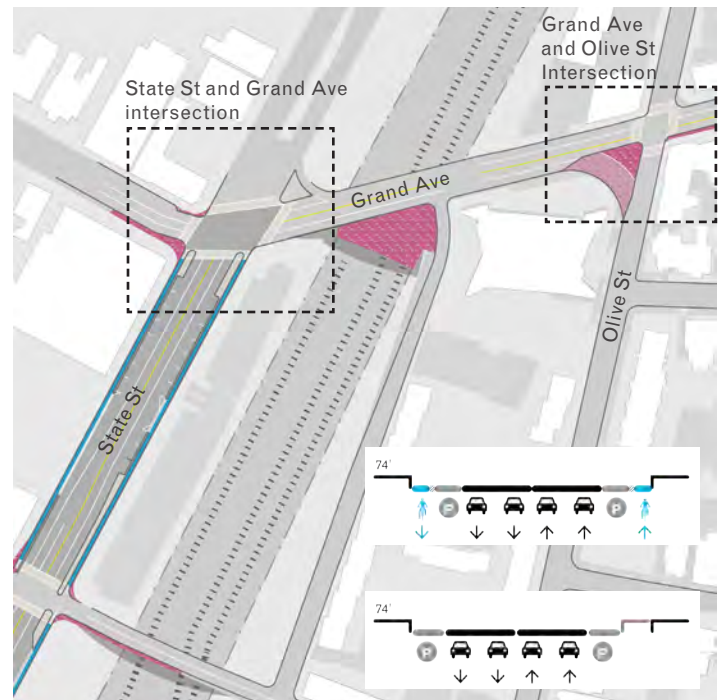 Grand Ave
and Olive St
Intersection
State St and Grand Ave
intersection
Grand Ave
Olive St
State St
74'
P
P
74'
P
P